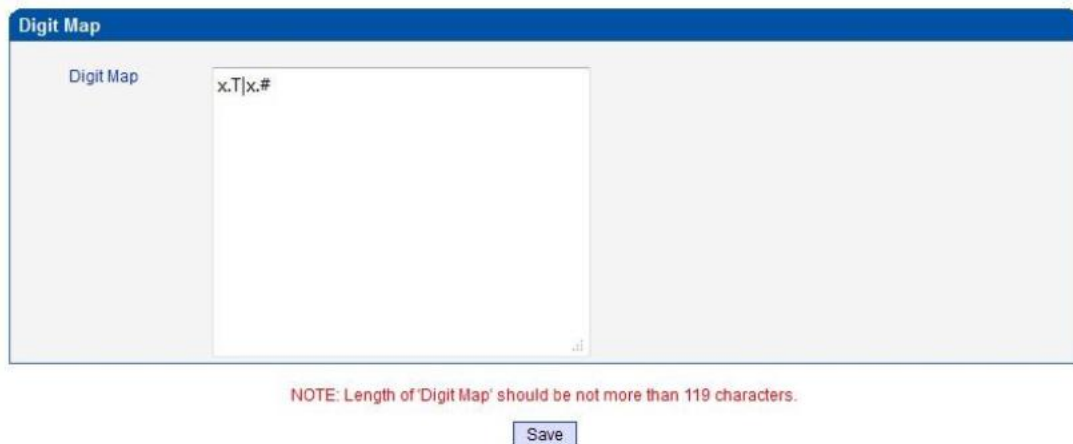 Digit Map
Digit Map
x.T|x.#
NOTE: Length of 'Digit Map' should be not more than 119 characters.
Save